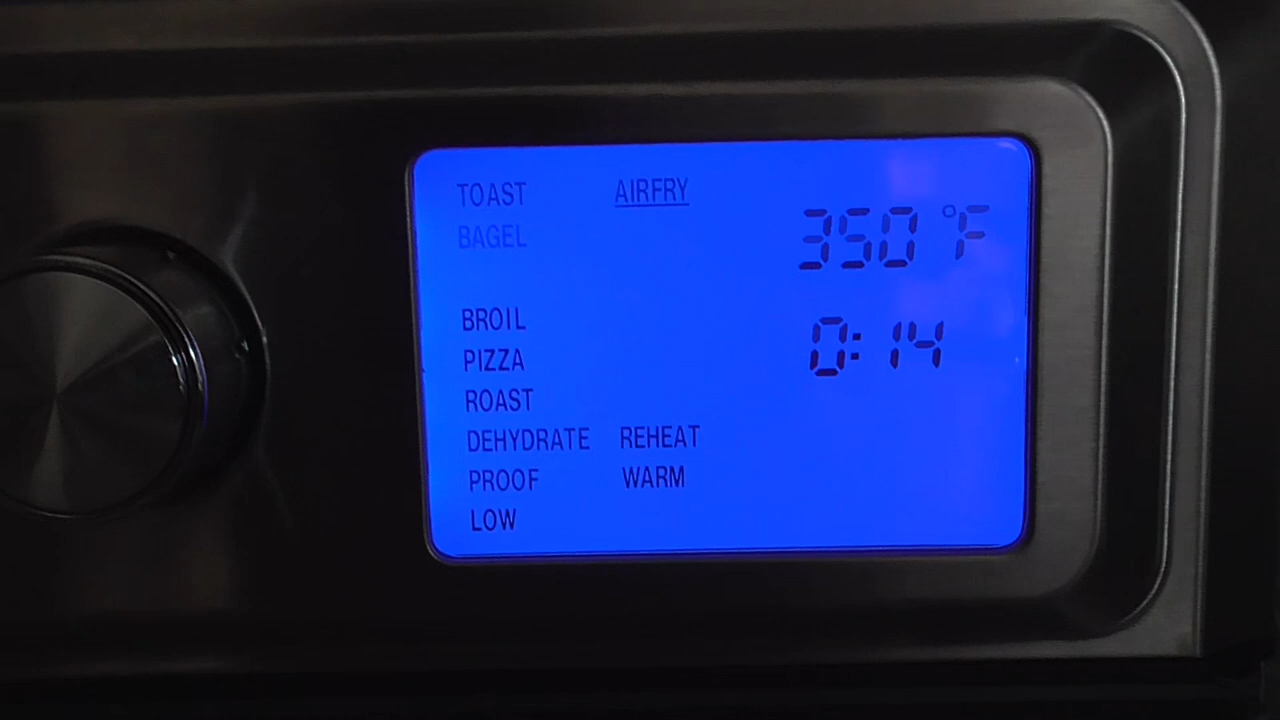 TOAST AIRFRY
BAGEL
350 °F
BROIL
0:14
PIZZA
ROAST
DEHYDRATE REHEAT
PROOF WARM
LOW